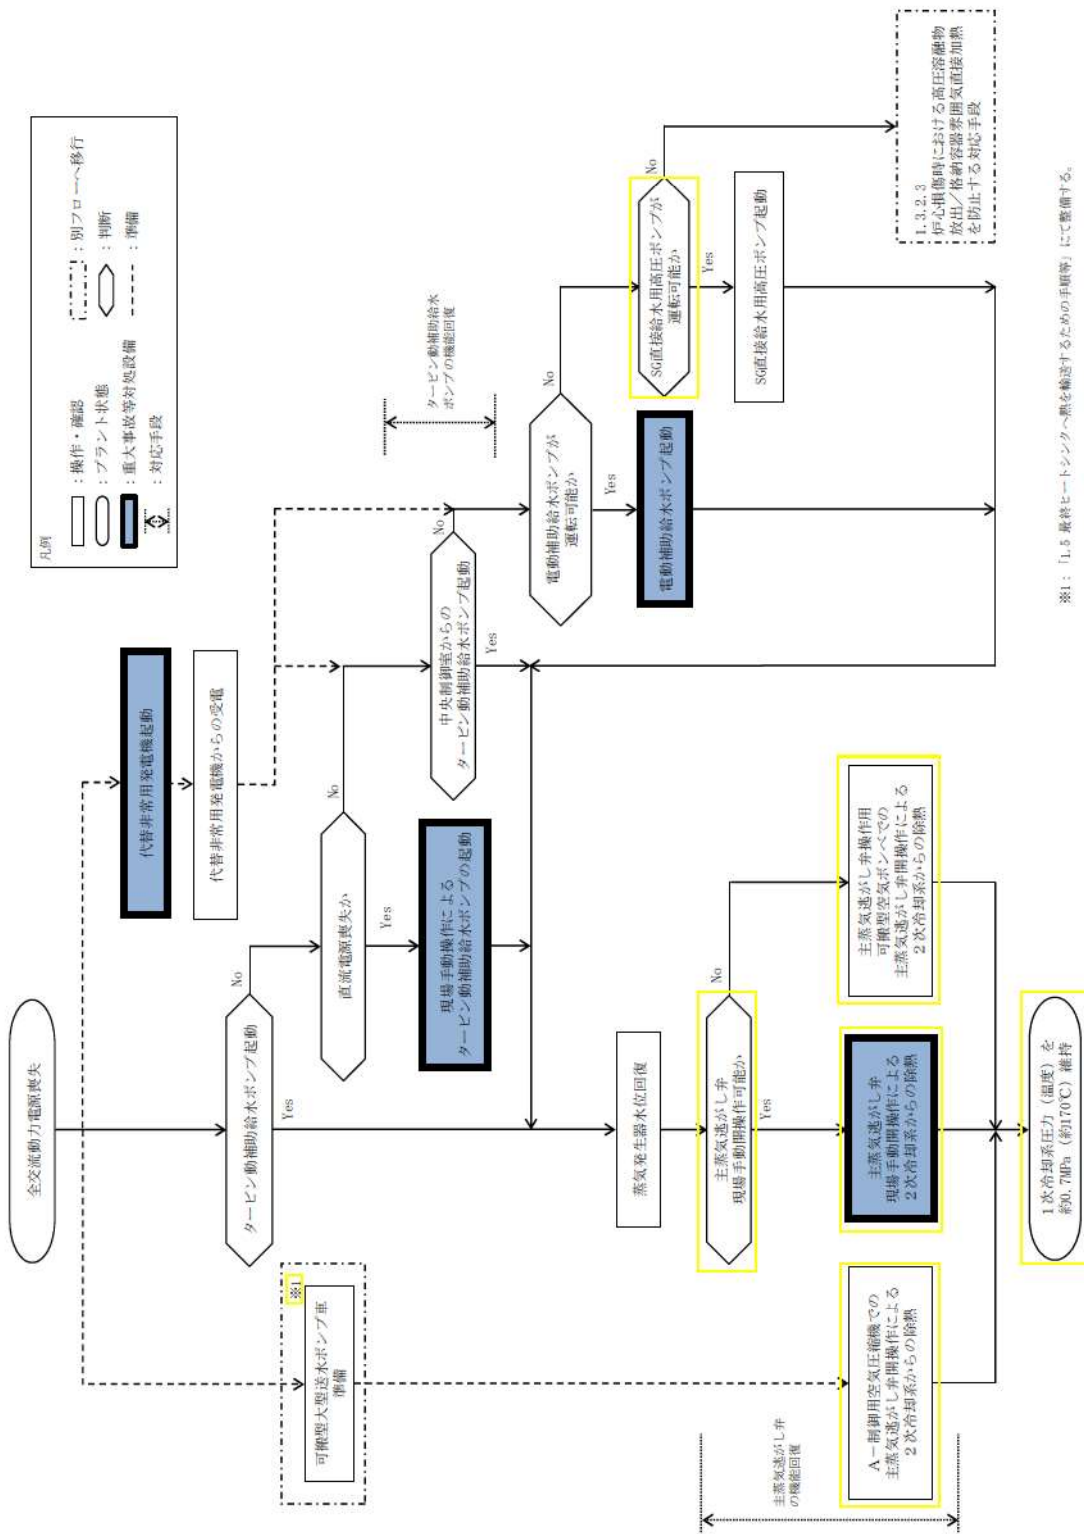 凡例
：操作・確認
：プラント状態
：重大事故等対処設備
：対応手段
：別フローへ移行
：判断
：準備
全交流動力電源喪失
代替非常用発電機起動
代替非常用発電機からの受電
タービン動補助給水ポンプ起動
Yes
No
※1
可搬型大型送水ポンプ車
準備
直流電源喪失か
Yes
No
現場手動操作による
タービン動補助給水ポンプの起動
中央制御室からの
タービン動補助給水ポンプ起動
Yes
No
タービン動補助給水
ポンプの機能回復
電動補助給水ポンプが
運転可能か
Yes
No
電動補助給水ポンプ起動
SG直接給水用高圧ポンプが
運転可能か
Yes
No
SG直接給水用高圧ポンプ起動
1.3.2.3
炉心損傷時における高圧溶融物
放出／格納容器雰囲気直接加熱
を防止する対応手段
蒸気発生器水位回復
主蒸気逃がし弁
現場手動開操作可能か
Yes
No
主蒸気逃がし弁
の機能回復
A－制御用空気圧縮機での
主蒸気逃がし弁開操作による
2次冷却系からの除熱
主蒸気逃がし弁
現場手動開操作による
2次冷却系からの除熱
主蒸気逃がし弁操作用
可搬型空気ボンベでの
主蒸気逃がし弁開操作による
2次冷却系からの除熱
1次冷却系圧力（温度）を
約0.7MPa（約170℃）維持
※1：「1.5 最終ヒートシンクへ熱を輸送するための手順等」にて整備する。